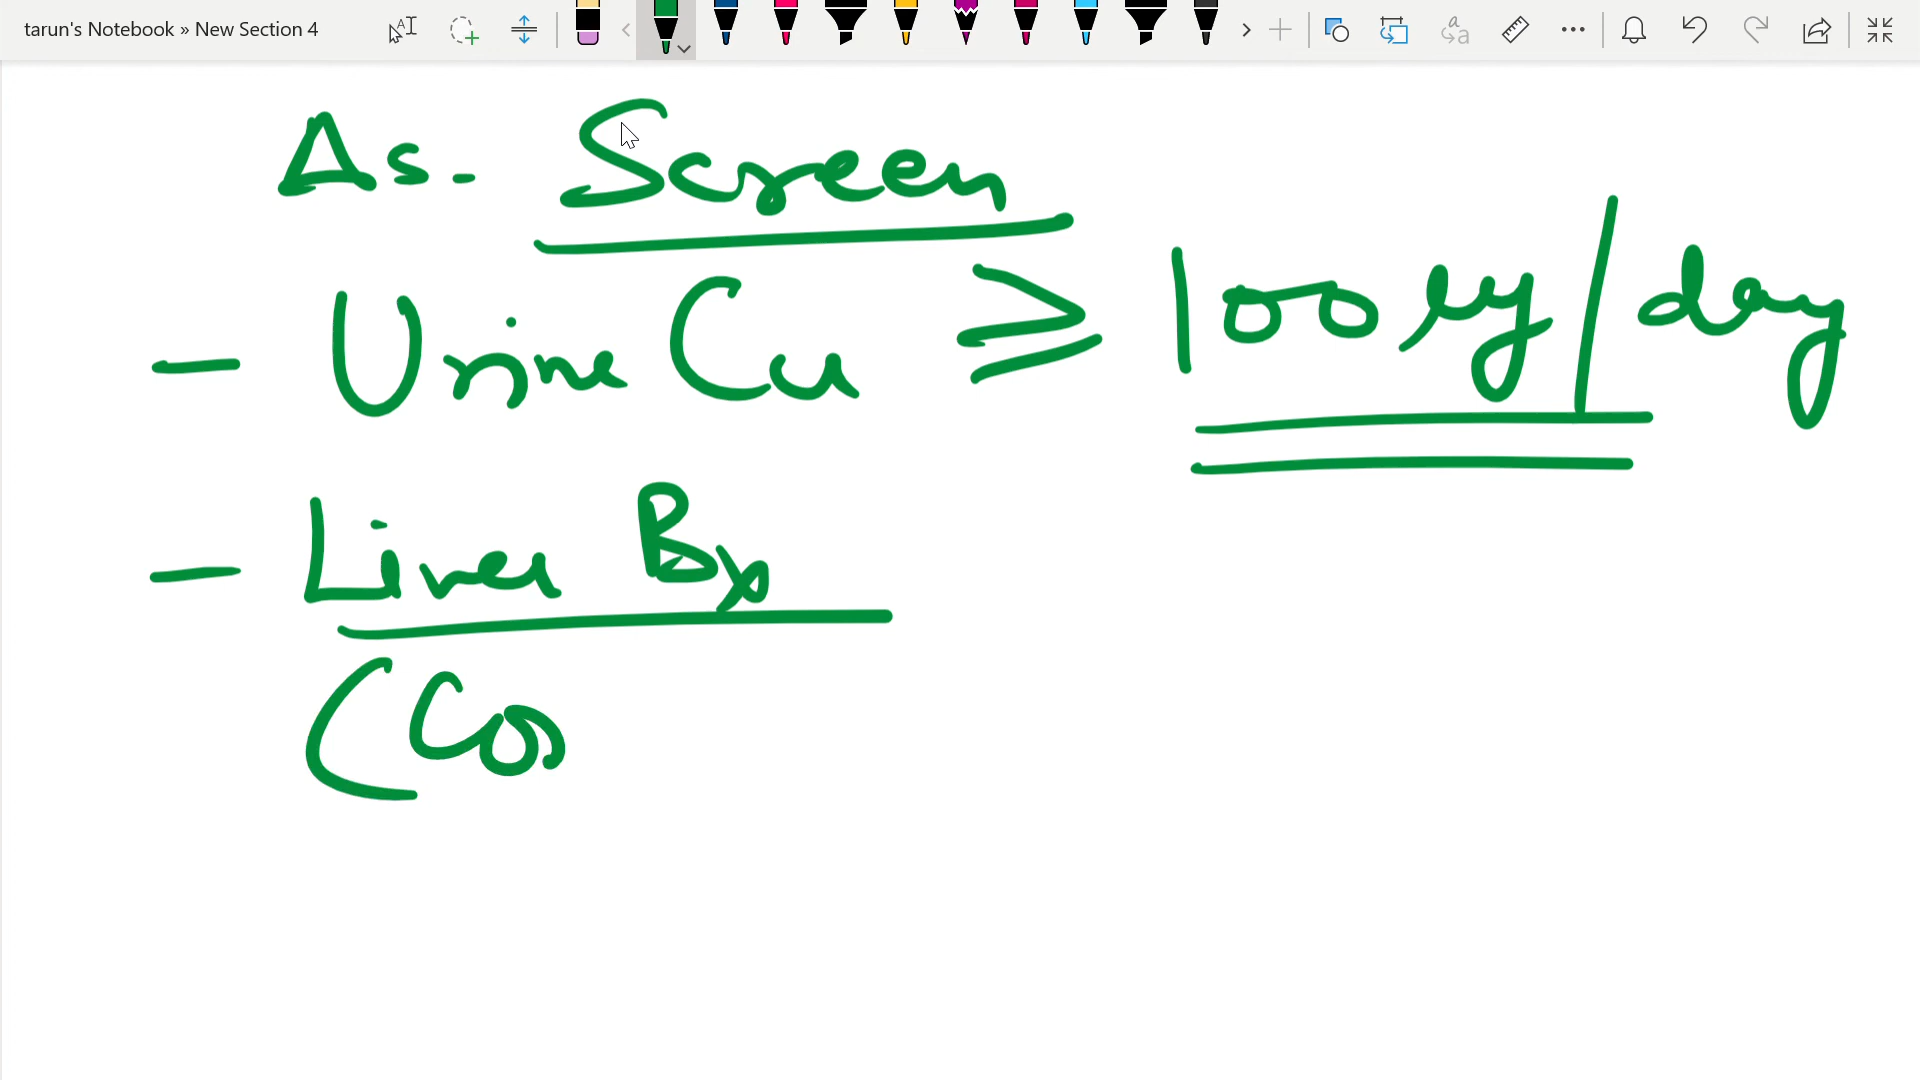 tarun's Notebook » New Section 4
As. Screen
- Urine Cu ≥ 100 μg/day
- Liver Bx
(Co